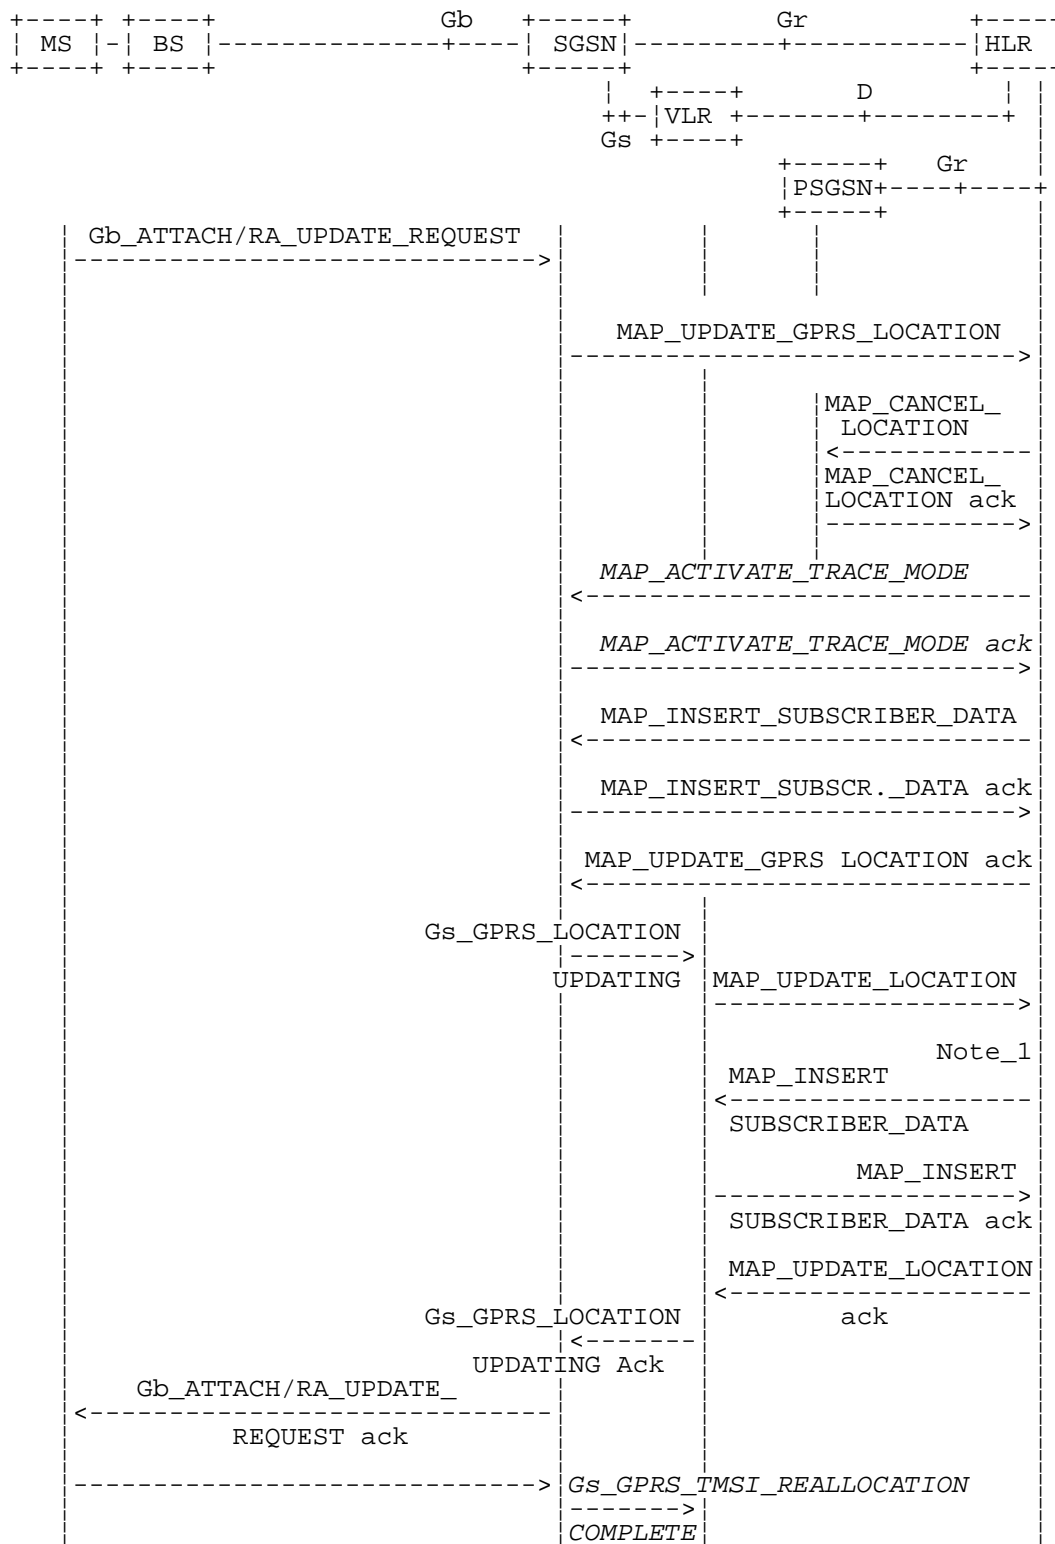 Gb Gr
MS BS SGSN HLR
D
VLR
Gs
Gr
PSGSN
Gb_ATTACH/RA_UPDATE_REQUEST
MAP_UPDATE_GPRS_LOCATION
MAP_CANCEL_
LOCATION
MAP_CANCEL_
LOCATION ack
MAP_ACTIVATE_TRACE_MODE
MAP_ACTIVATE_TRACE_MODE ack
MAP_INSERT_SUBSCRIBER_DATA
MAP_INSERT_SUBSCR._DATA ack
MAP_UPDATE_GPRS LOCATION ack
Gs_GPRS_LOCATION
UPDATING MAP_UPDATE_LOCATION
Note_1
MAP_INSERT
SUBSCRIBER_DATA
MAP_INSERT
SUBSCRIBER_DATA ack
MAP_UPDATE_LOCATION
Gs_GPRS_LOCATION ack
UPDATING Ack
Gb_ATTACH/RA_UPDATE_
REQUEST ack
Gs_GPRS_TMSI_REALLOCATION
COMPLETE